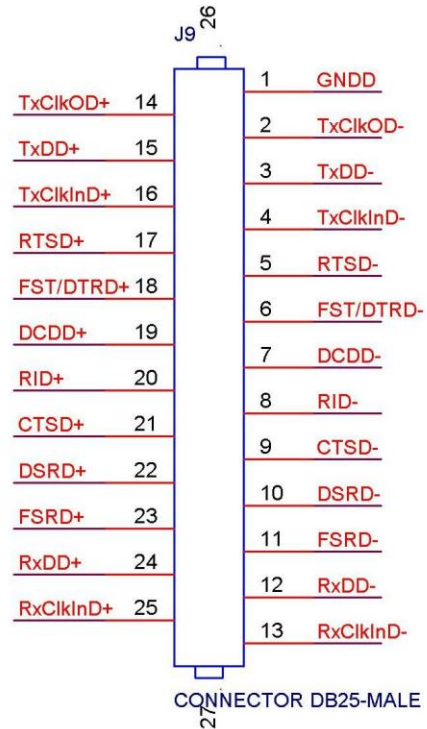 26
J9
1 GNDD
TxClkOD+ 14
2 TxClkOD-
TxDD+ 15
3 TxDD-
TxClkInD+ 16
4 TxClkInD-
RTSD+ 17
5 RTSD-
FST/DTRD+ 18
6 FST/DTRD-
DCDD+ 19
7 DCDD-
RID+ 20
8 RID-
CTSD+ 21
9 CTSD-
DSRD+ 22
10 DSRD-
FSRD+ 23
11 FSRD-
RxDD+ 24
12 RxDD-
RxClkInD+ 25
13 RxClkInD-
CONNECTOR DB25-MALE
27